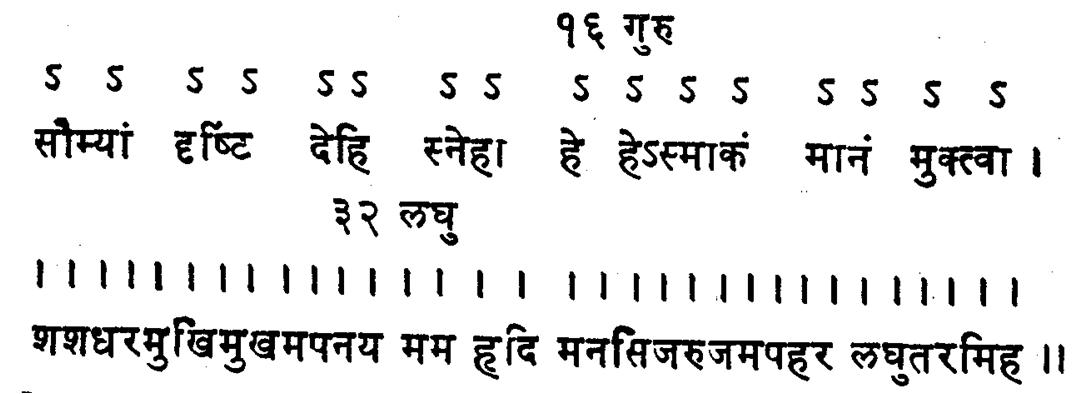 १६ गुरु
ऽ ऽ ऽ ऽ ऽ ऽ ऽ ऽ ऽ ऽ ऽ ऽ ऽ ऽ ऽ ऽ
सौम्यां दृष्टिं देहि स्नेहा हे हेऽस्माकं मानं मुक्त्वा ।
३२ लघु
। । । । । । । । । । । । । । । । । । । । । । । । । । । । । । । ।
शशधरमुखिमुखमपनय मम हृदि मनसिजरुजमपहर लघुतरमिह ॥